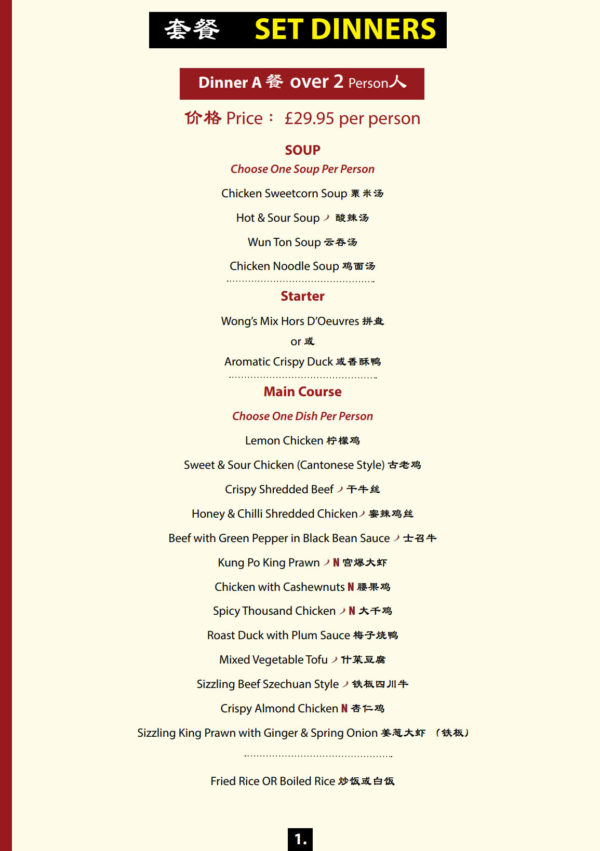 套餐 SET DINNERS
Dinner A 餐 over 2 Person人
价格 Price： £29.95 per person
SOUP
Choose One Soup Per Person
Chicken Sweetcorn Soup 粟米汤
Hot & Sour Soup 酸辣汤
Wun Ton Soup 云吞汤
Chicken Noodle Soup 鸡面汤
Starter
Wong's Mix Hors D'Oeuvres 拼盘
or 或
Aromatic Crispy Duck 或香酥鸭
Main Course
Choose One Dish Per Person
Lemon Chicken 柠檬鸡
Sweet & Sour Chicken (Cantonese Style) 古老鸡
Crispy Shredded Beef 干牛丝
Honey & Chilli Shredded Chicken 蜜辣鸡丝
Beef with Green Pepper in Black Bean Sauce 士召牛
Kung Po King Prawn N 宫爆大虾
Chicken with Cashewnuts N 腰果鸡
Spicy Thousand Chicken N 大千鸡
Roast Duck with Plum Sauce 梅子烧鸭
Mixed Vegetable Tofu 什菜豆腐
Sizzling Beef Szechuan Style 铁板四川牛
Crispy Almond Chicken N 杏仁鸡
Sizzling King Prawn with Ginger & Spring Onion 姜葱大虾 （铁板）
Fried Rice OR Boiled Rice 炒饭或白饭
1.